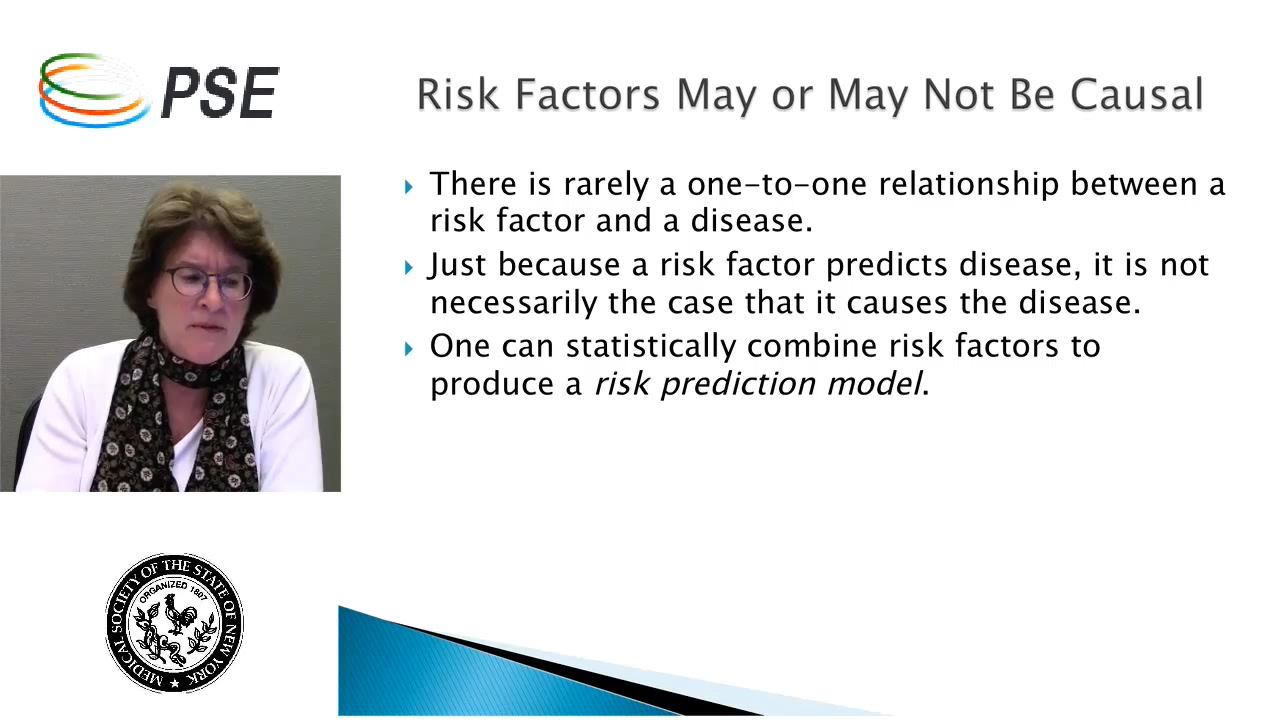 PSE
Risk Factors May or May Not Be Causal
There is rarely a one-to-one relationship between a
risk factor and a disease.
Just because a risk factor predicts disease, it is not
necessarily the case that it causes the disease.
One can statistically combine risk factors to
produce a risk prediction model.
MEDICAL SOCIETY OF THE STATE OF NEW YORK
ORGANIZED 1807